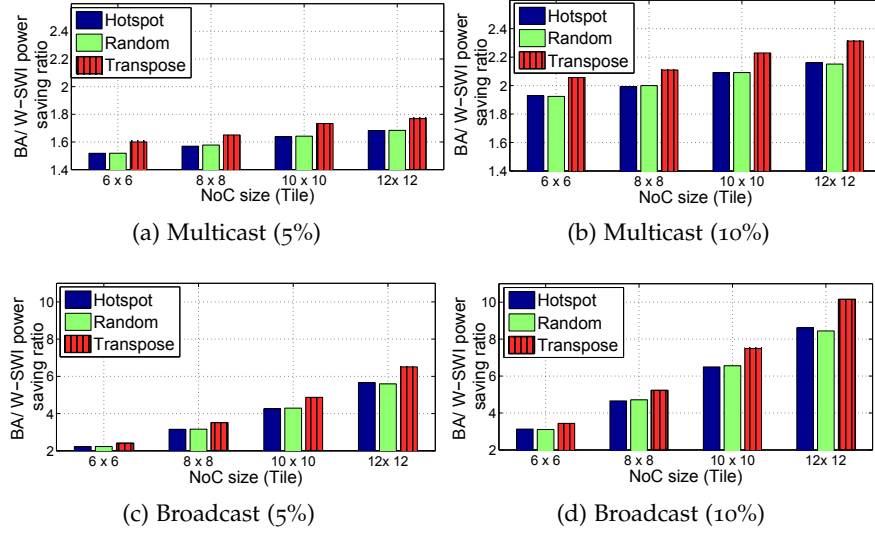 BA/ W−SWI power
saving ratio
2.4
2.2
2
1.8
1.6
1.4
Hotspot
Random
Transpose
6 x 6
8 x 8
10 x 10
12x 12
NoC size (Tile)
(a) Multicast (5%)
BA/ W−SWI power
saving ratio
2.4
2.2
2
1.8
1.6
1.4
Hotspot
Random
Transpose
6 x 6
8 x 8
10 x 10
12x 12
NoC size (Tile)
(b) Multicast (10%)
BA/ W−SWI power
saving ratio
10
8
6
4
2
Hotspot
Random
Transpose
6 x 6
8 x 8
10 x 10
12x 12
NoC size (Tile)
(c) Broadcast (5%)
BA/ W−SWI power
saving ratio
10
8
6
4
2
Hotspot
Random
Transpose
6 x 6
8 x 8
10 x 10
12x 12
NoC size (Tile)
(d) Broadcast (10%)